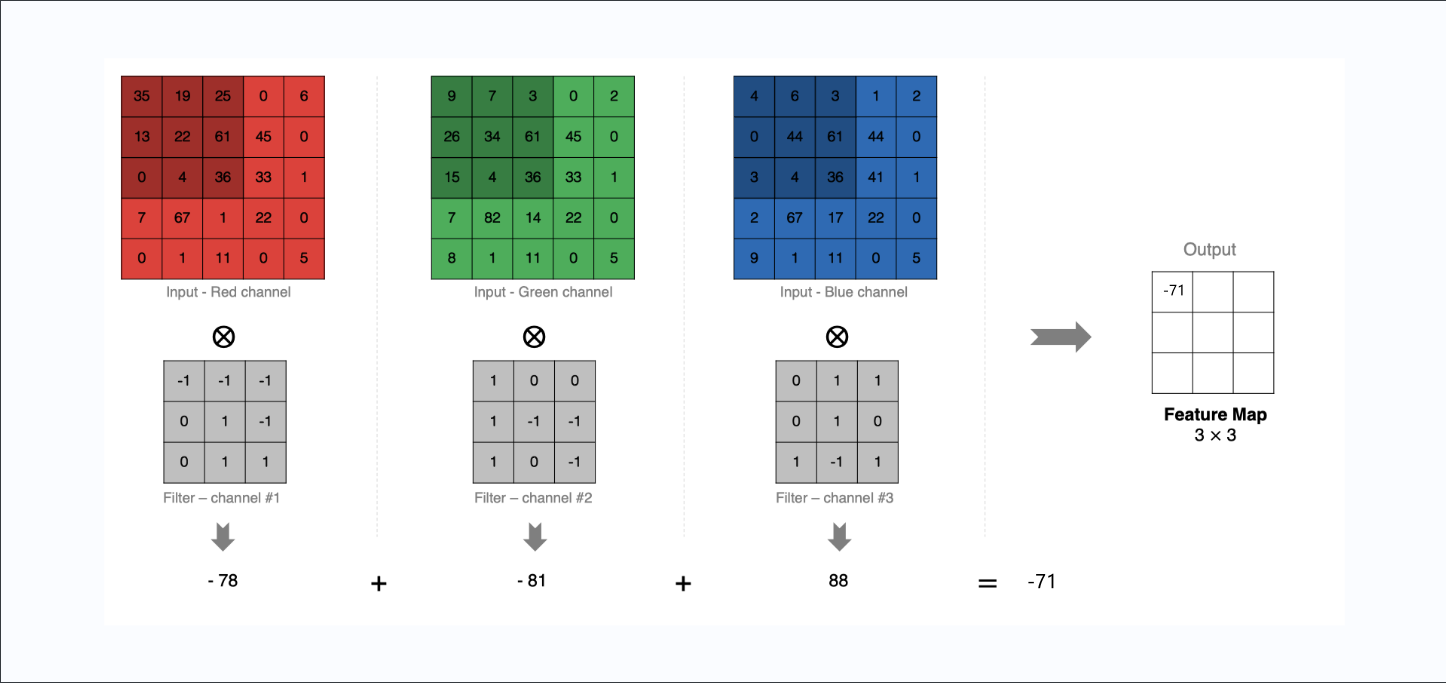 35 19 25 0 6
13 22 61 45 0
0 4 36 33 1
7 67 1 22 0
0 1 11 0 5
Input - Red channel
9 7 3 0 2
26 34 61 45 0
15 4 36 33 1
7 82 14 22 0
8 1 11 0 5
Input - Green channel
4 6 3 1 2
0 44 61 44 0
3 4 36 41 1
2 67 17 22 0
9 1 11 0 5
Input - Blue channel
⊗ ⊗ ⊗
-1 -1 -1
0 1 -1
0 1 1
Filter – channel #1
1 0 0
1 -1 -1
1 0 -1
Filter – channel #2
0 1 1
0 1 0
1 -1 1
Filter – channel #3
- 78 + - 81 + 88 = -71
Output
-71
Feature Map
3 × 3